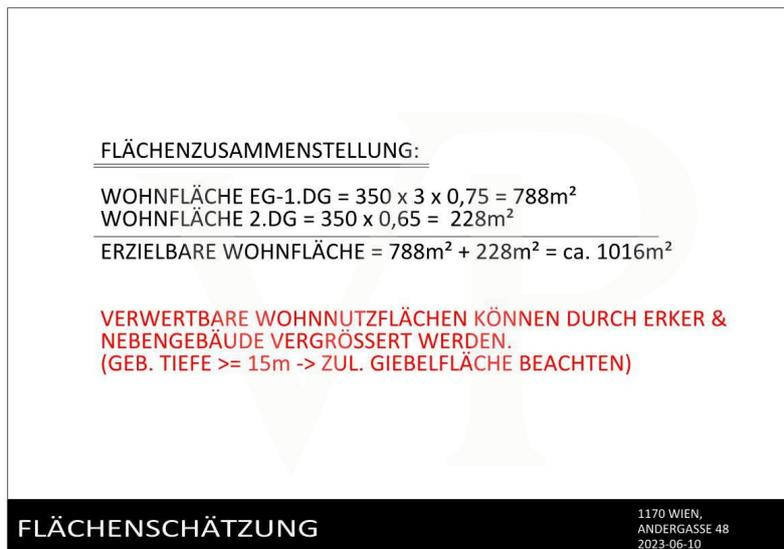 FLÄCHENZUSAMMENSTELLUNG:
WOHNFLÄCHE EG-1.DG = 350 x 3 x 0,75 = 788m²
WOHNFLÄCHE 2.DG = 350 x 0,65 = 228m²
ERZIELBARE WOHNFLÄCHE = 788m² + 228m² = ca. 1016m²
VERWERTBARE WOHNNUTZFLÄCHEN KÖNNEN DURCH ERKER &
NEBENGEBÄUDE VERGRÖSSERT WERDEN.
(GEB. TIEFE >= 15m -> ZUL. GIEBELFLÄCHE BEACHTEN)
VP
FLÄCHENSCHÄTZUNG
1170 WIEN,
ANDERGASSE 48
2023-06-10